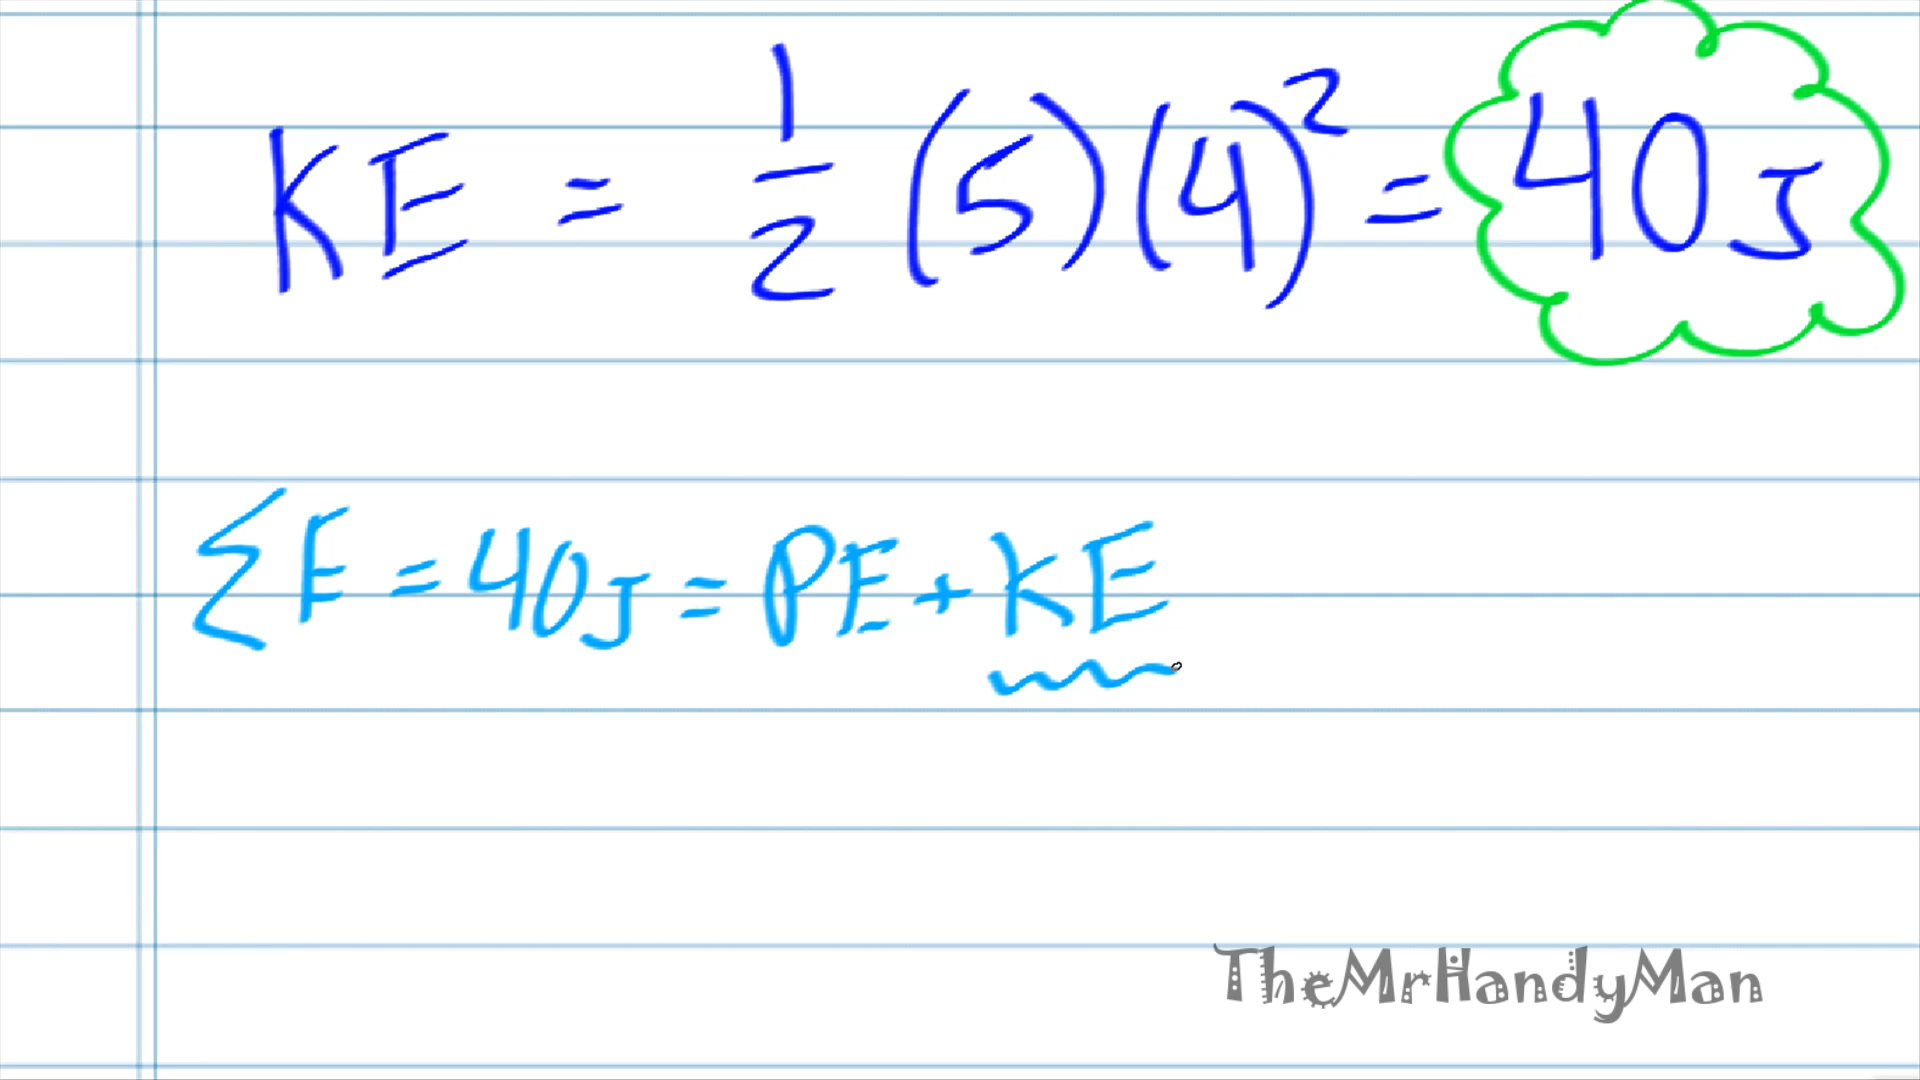 KE = 1/2 (5)(4)² = 40J
ΣE = 40J = PE + KE
TheMrHandyMan